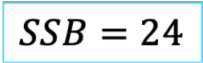 SSB = 24